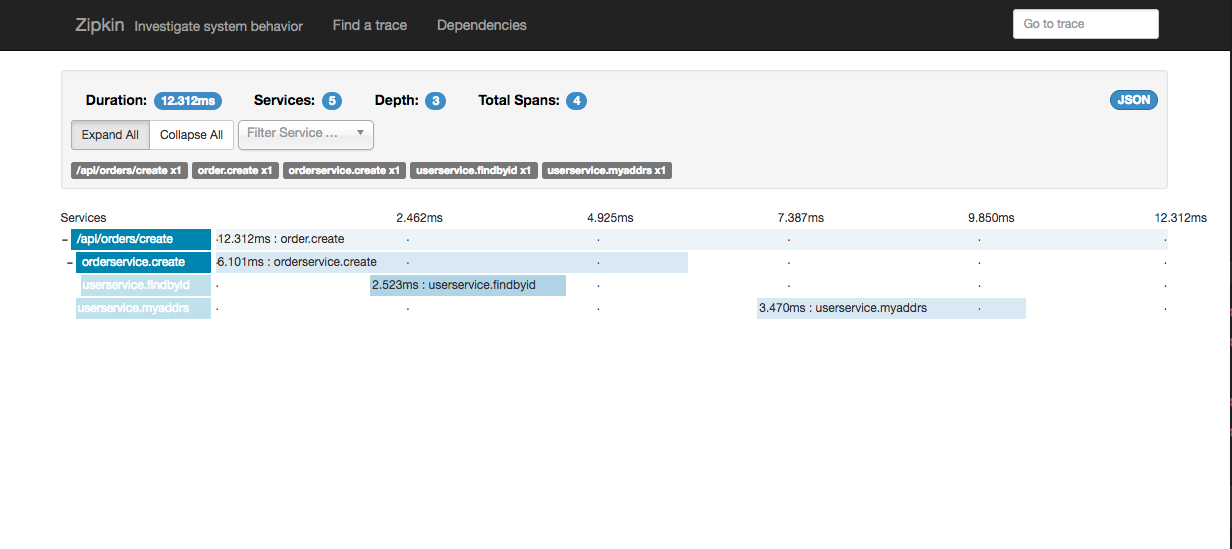 Zipkin Investigate system behavior Find a trace Dependencies Go to trace
Duration: 12.312ms Services: 5 Depth: 3 Total Spans: 4 JSON
Expand All Collapse All Filter Service ...
/api/orders/create x1 order.create x1 orderservice.create x1 userservice.findbyid x1 userservice.myaddrs x1
Services 2.462ms 4.925ms 7.387ms 9.850ms 12.312ms
- /api/orders/create 12.312ms : order.create
- orderservice.create 6.101ms : orderservice.create
userservice.findbyid 2.523ms : userservice.findbyid
userservice.myaddrs 3.470ms : userservice.myaddrs